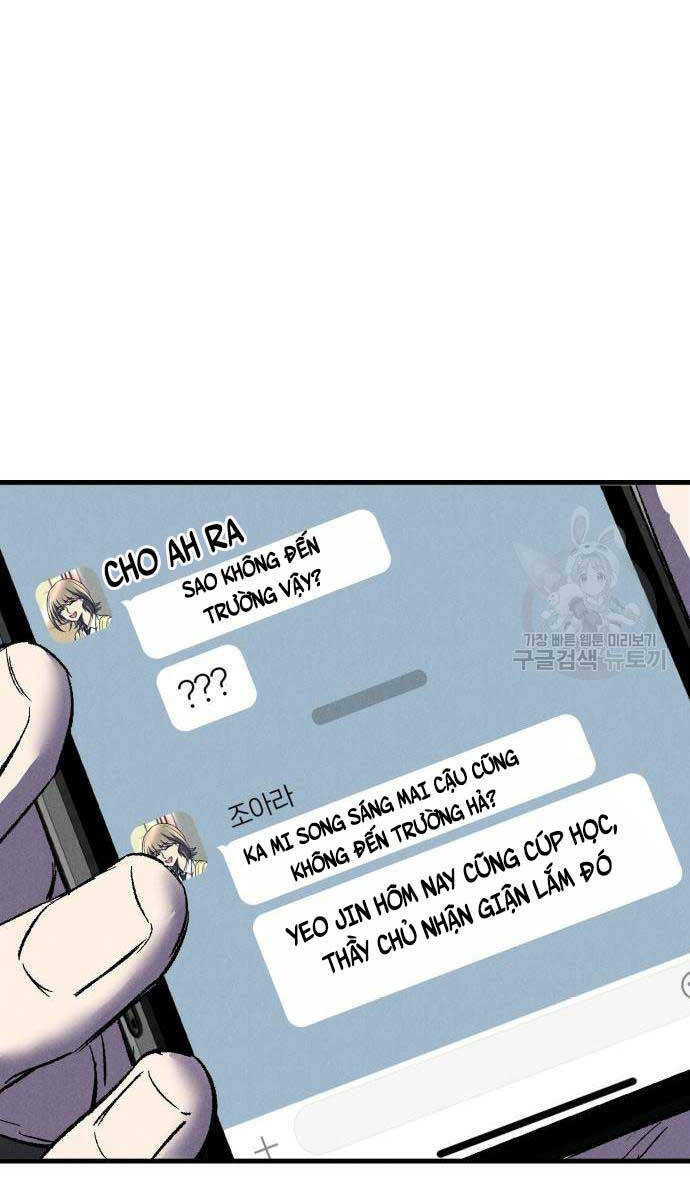 CHO AH RA
SAO KHÔNG ĐẾN
TRƯỜNG VẬY?
???
가장 빠른 웹툰 미리보기
구글검색 뉴토끼
조아라
KA MI SONG SÁNG MAI CẬU CŨNG
KHÔNG ĐẾN TRƯỜNG HẢ?
YEO JIN HÔM NAY CŨNG CÚP HỌC,
THẦY CHỦ NHẬN GIẬN LẮM ĐÓ